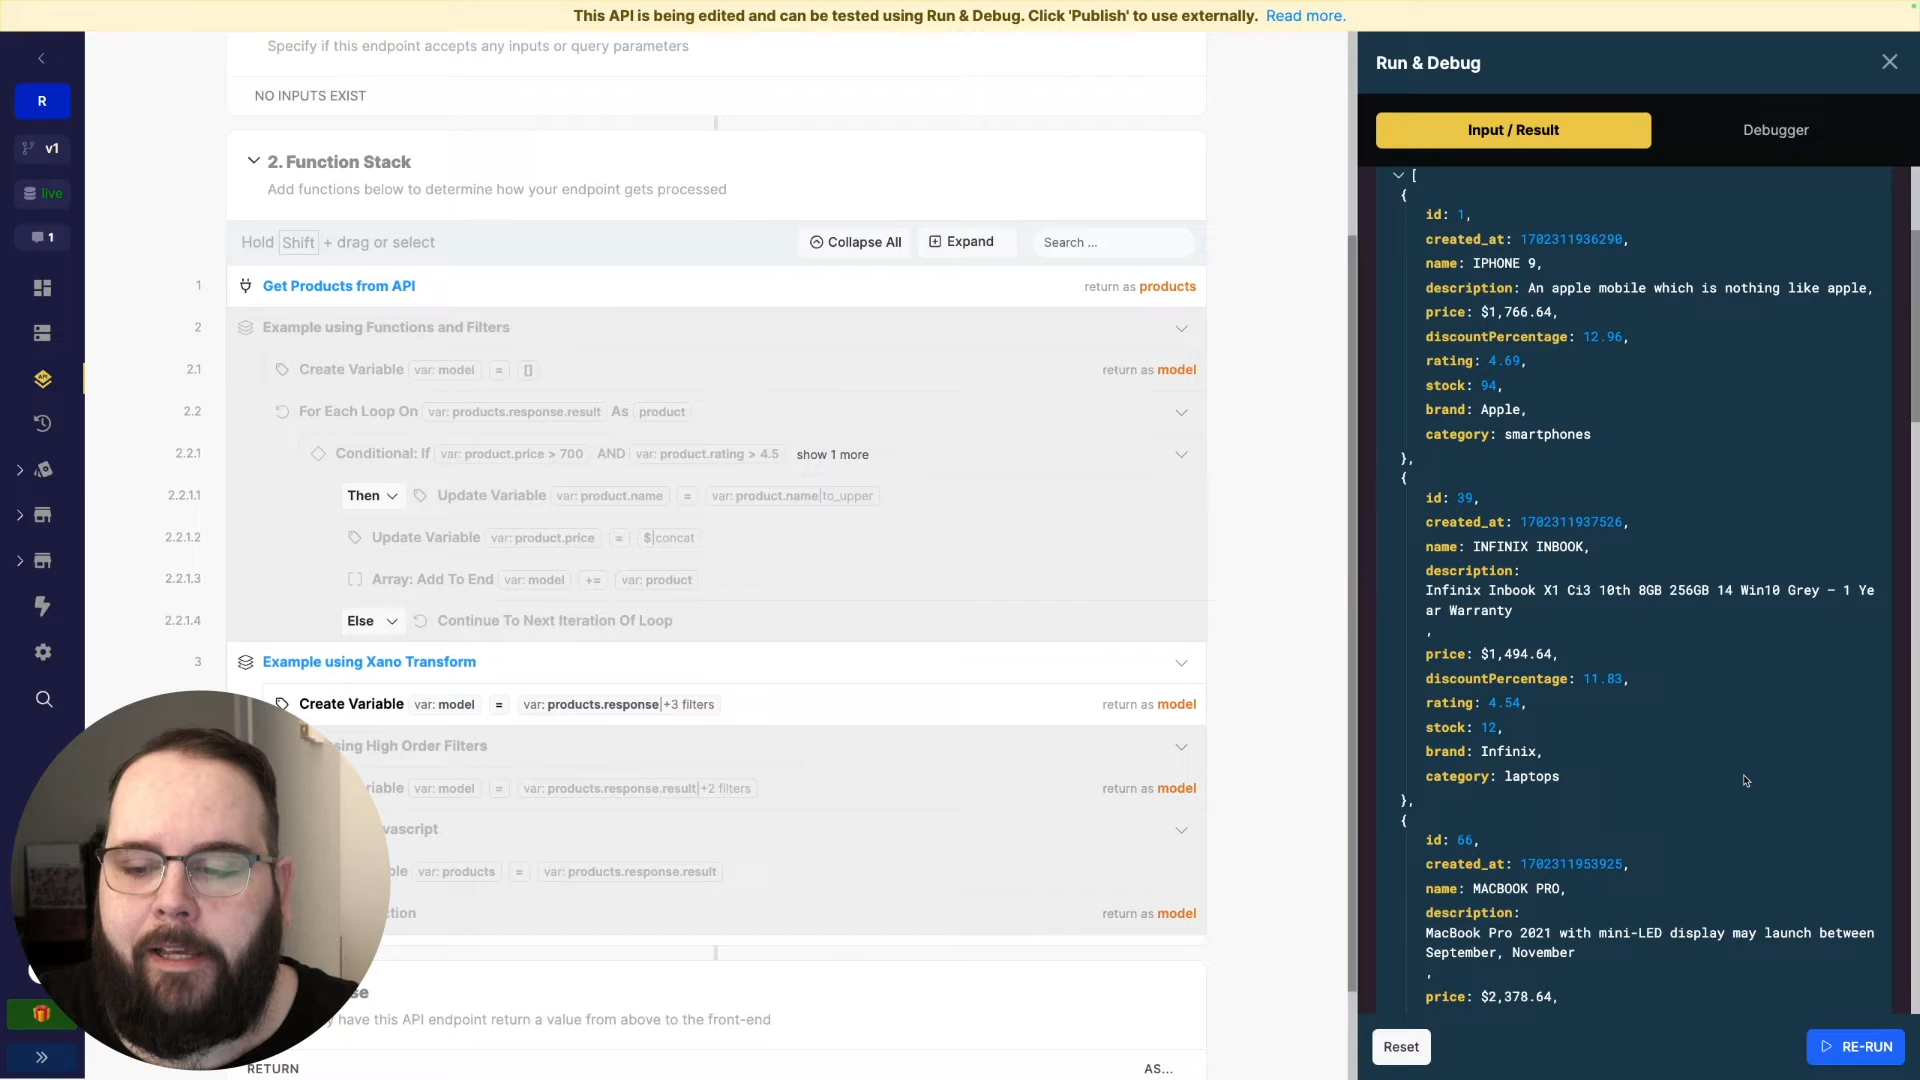 This API is being edited and can be tested using Run & Debug. Click 'Publish' to use externally. Read more.
R
v1
live
1
Specify if this endpoint accepts any inputs or query parameters
NO INPUTS EXIST
2. Function Stack
Add functions below to determine how your endpoint gets processed
Hold Shift + drag or select
Collapse All
Expand
Search ...
1 Get Products from API return as products
2 Example using Functions and Filters
2.1 Create Variable var: model = [] return as model
2.2 For Each Loop On var: products.response.result As product
2.2.1 Conditional: If var: product.price > 700 AND var: product.rating > 4.5 show 1 more
2.2.1.1 Then Update Variable var: product.name = var: product.name|to_upper
2.2.1.2 Update Variable var: product.price = $|concat
2.2.1.3 [ ] Array: Add To End var: model += var: product
2.2.1.4 Else Continue To Next Iteration Of Loop
3 Example using Xano Transform
Create Variable var: model = var: products.response|+3 filters return as model
sing High Order Filters
riable var: model = var: products.response.result|+2 filters return as model
vascript
ble var: products = var: products.response.result
ction return as model
se
y have this API endpoint return a value from above to the front-end
RETURN AS...
Run & Debug
Input / Result
Debugger
[
{
id: 1,
created_at: 1702311936290,
name: IPHONE 9,
description: An apple mobile which is nothing like apple,
price: $1,766.64,
discountPercentage: 12.96,
rating: 4.69,
stock: 94,
brand: Apple,
category: smartphones
},
{
id: 39,
created_at: 1702311937526,
name: INFINIX INBOOK,
description:
Infinix Inbook X1 Ci3 10th 8GB 256GB 14 Win10 Grey – 1 Ye
ar Warranty
,
price: $1,494.64,
discountPercentage: 11.83,
rating: 4.54,
stock: 12,
brand: Infinix,
category: laptops
},
{
id: 66,
created_at: 1702311953925,
name: MACBOOK PRO,
description:
MacBook Pro 2021 with mini-LED display may launch between
September, November
,
price: $2,378.64,
Reset
RE-RUN